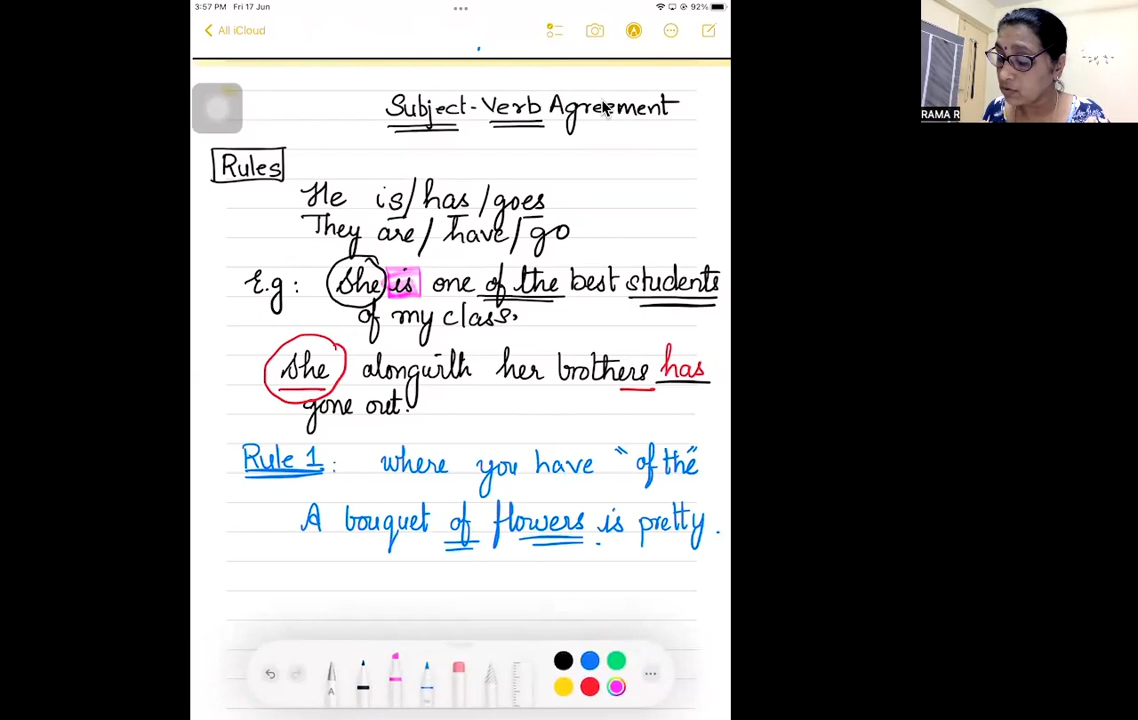 3:57 PM Fri 17 Jun
92%
All iCloud
Subject-Verb Agreement
RAMA R
Rules
He is/has/goes
They are/have/go
E.g: She is one of the best students
of my class.
She alongwith her brothers has
gone out.
Rule 1: where you have "of the"
A bouquet of flowers is pretty.
A